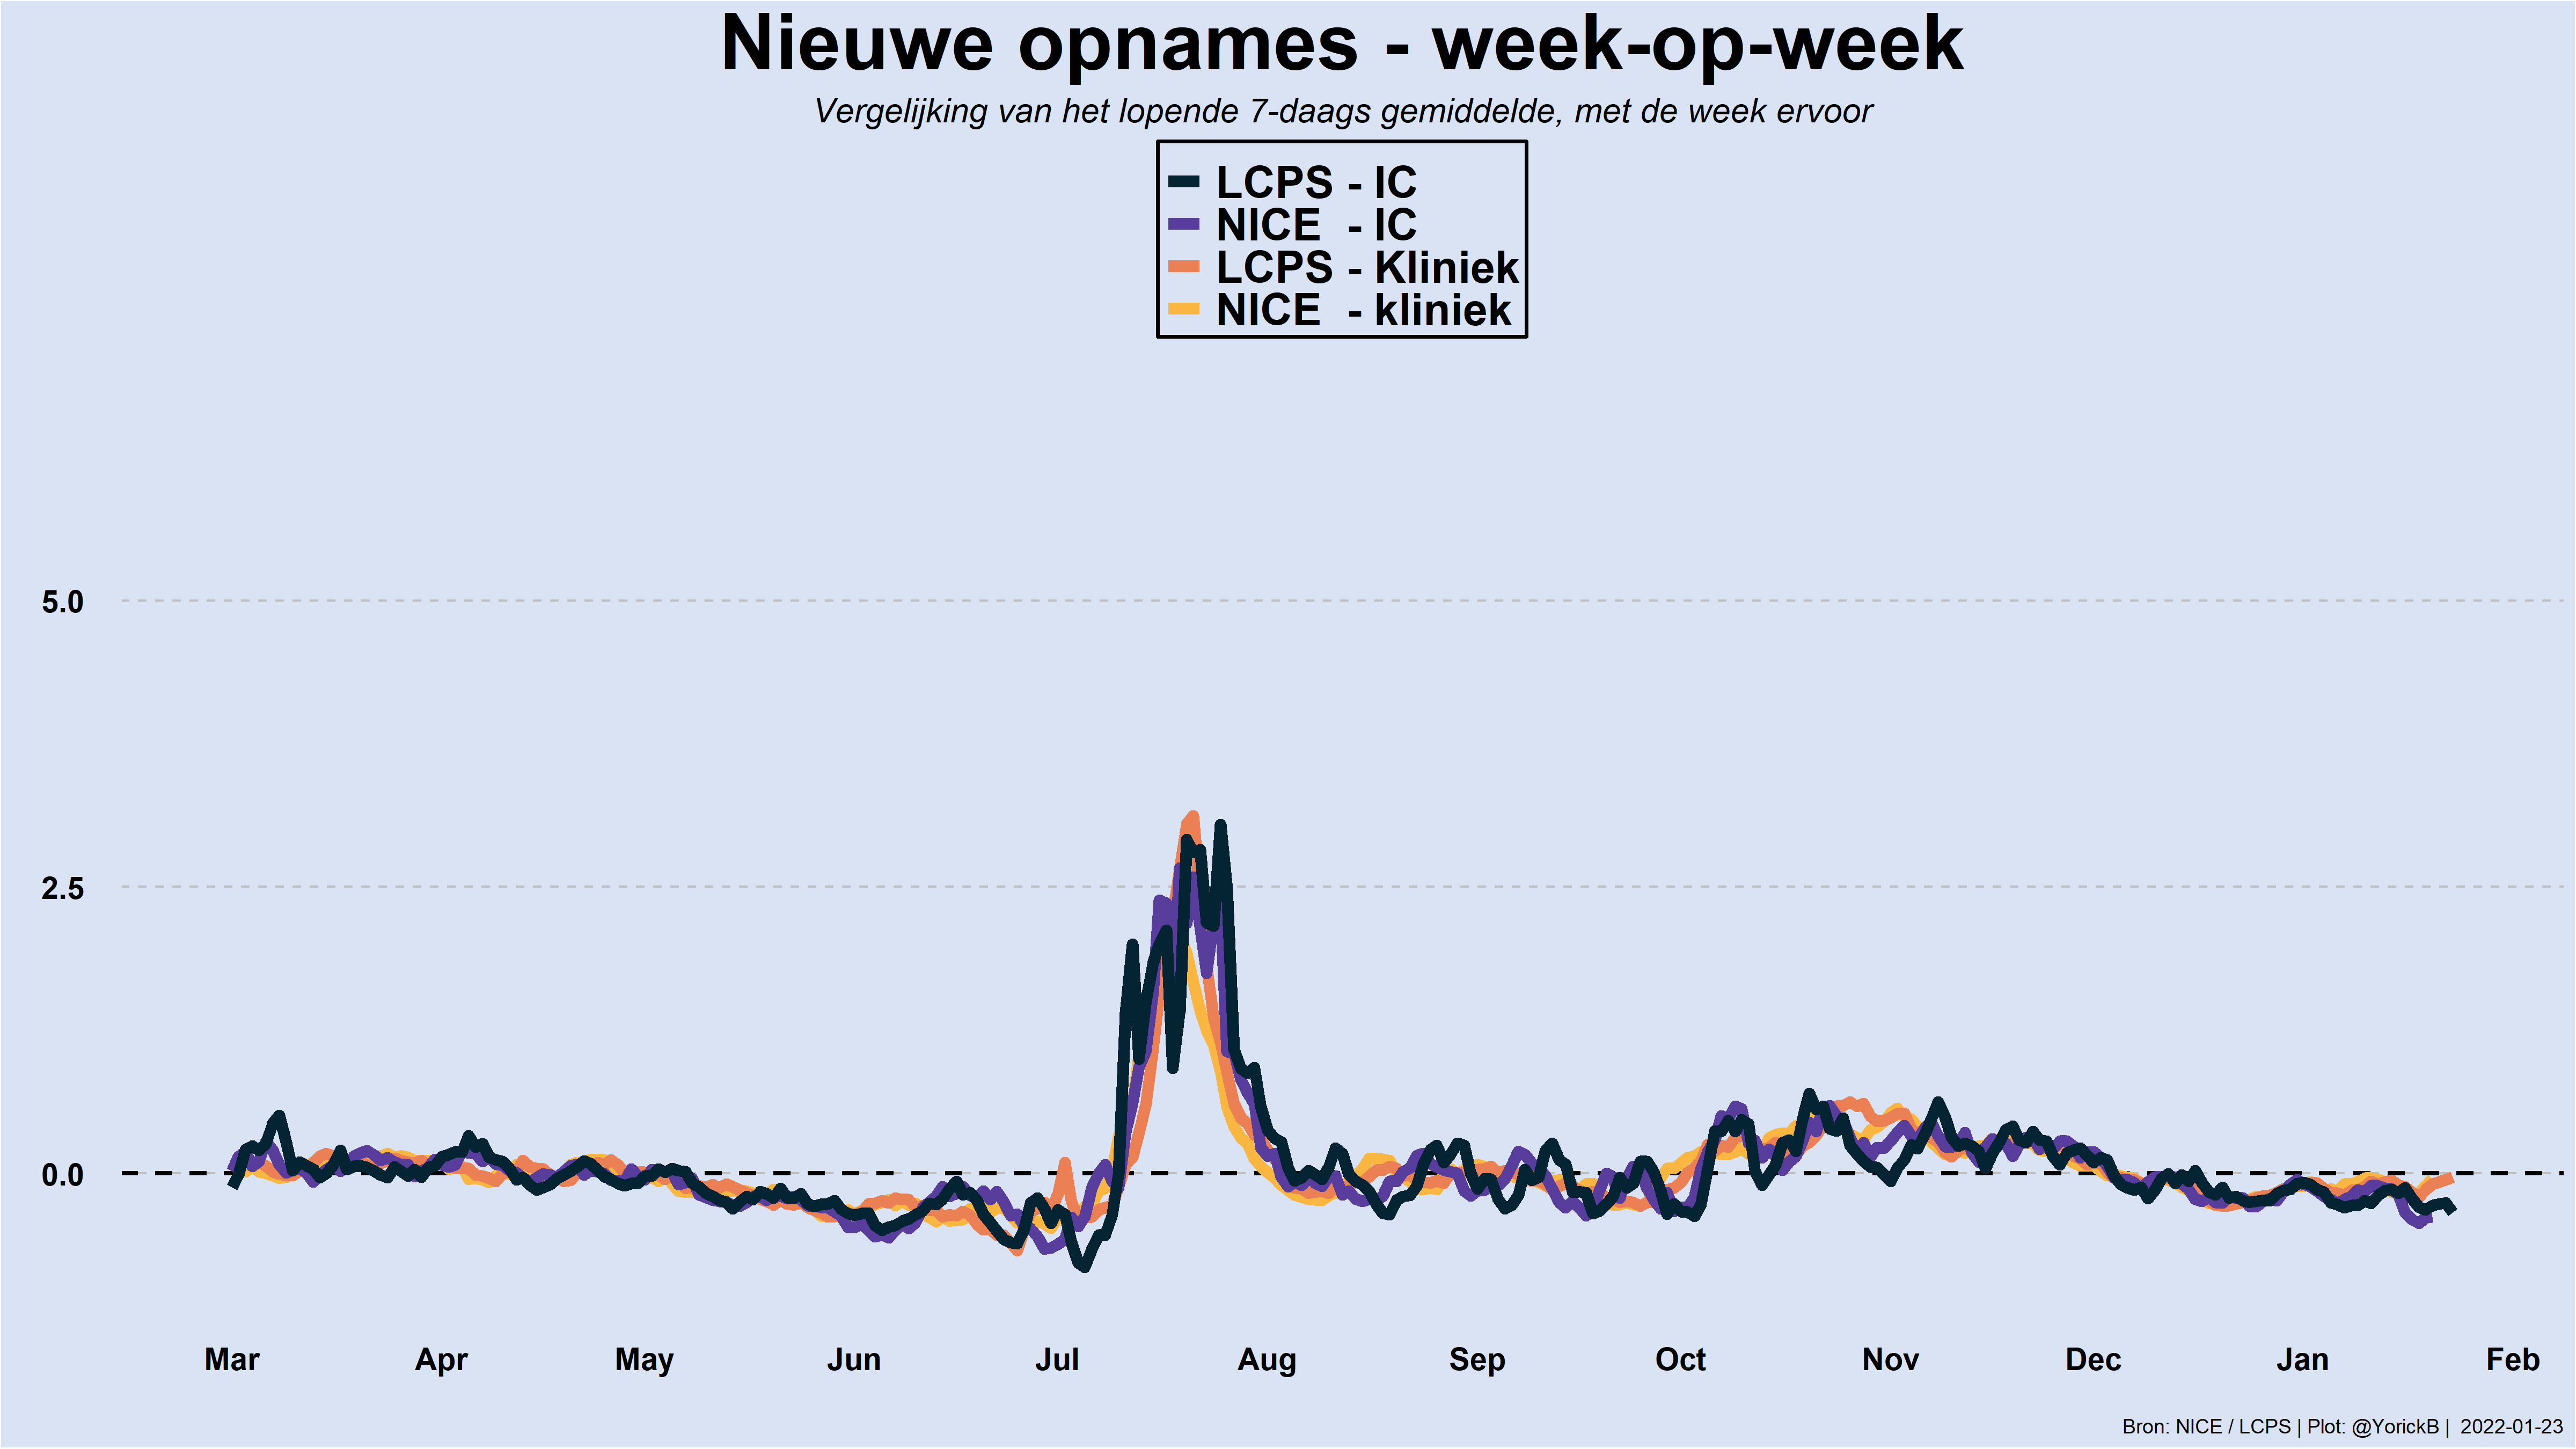 Nieuwe opnames - week-op-week
Vergelijking van het lopende 7-daags gemiddelde, met de week ervoor
LCPS - IC
NICE - IC
LCPS - Kliniek
NICE - kliniek
5.0
2.5
0.0
Mar Apr May Jun Jul Aug Sep Oct Nov Dec Jan Feb
Bron: NICE / LCPS | Plot: @YorickB | 2022-01-23